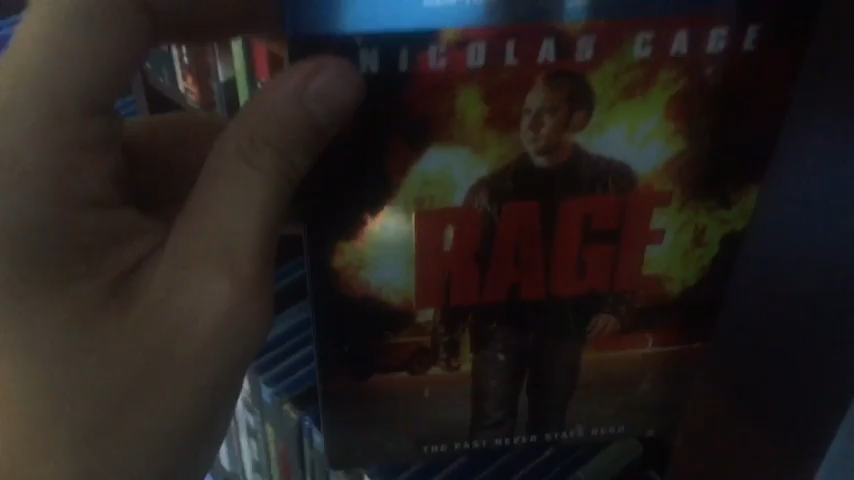 NICOLAS CAGE
RAGE
THE PAST NEVER STAYS DEAD